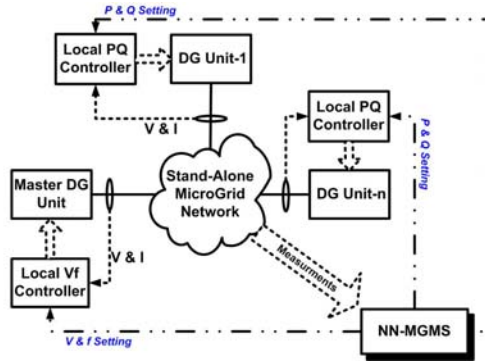 P & Q Setting
Local PQ
Controller
DG Unit-1
V & I
Local PQ
Controller
P & Q Setting
Stand-Alone
MicroGrid
Network
Master DG
Unit
DG Unit-n
V & I
Measurments
Local Vf
Controller
NN-MGMS
V & f Setting